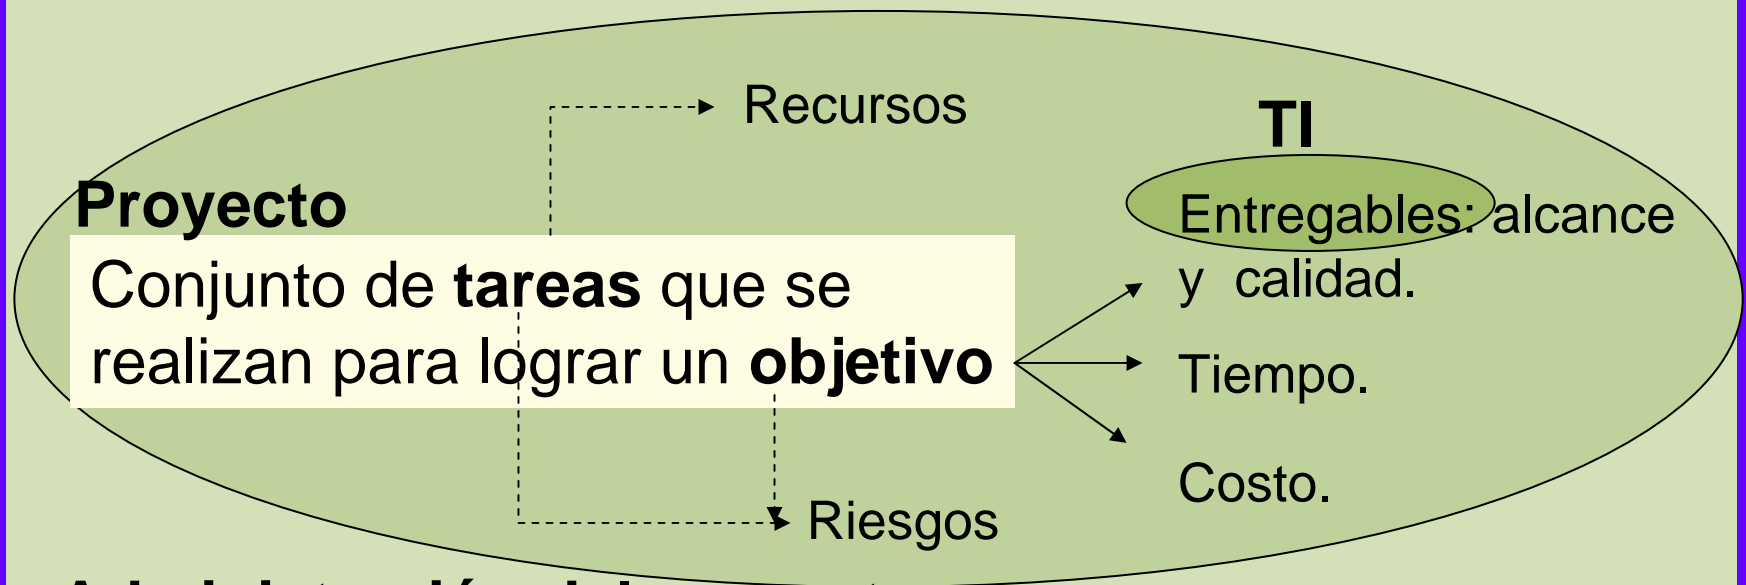 Recursos
TI
Proyecto
Entregables: alcance
y calidad.
Conjunto de tareas que se
realizan para lograr un objetivo
Tiempo.
Costo.
Riesgos